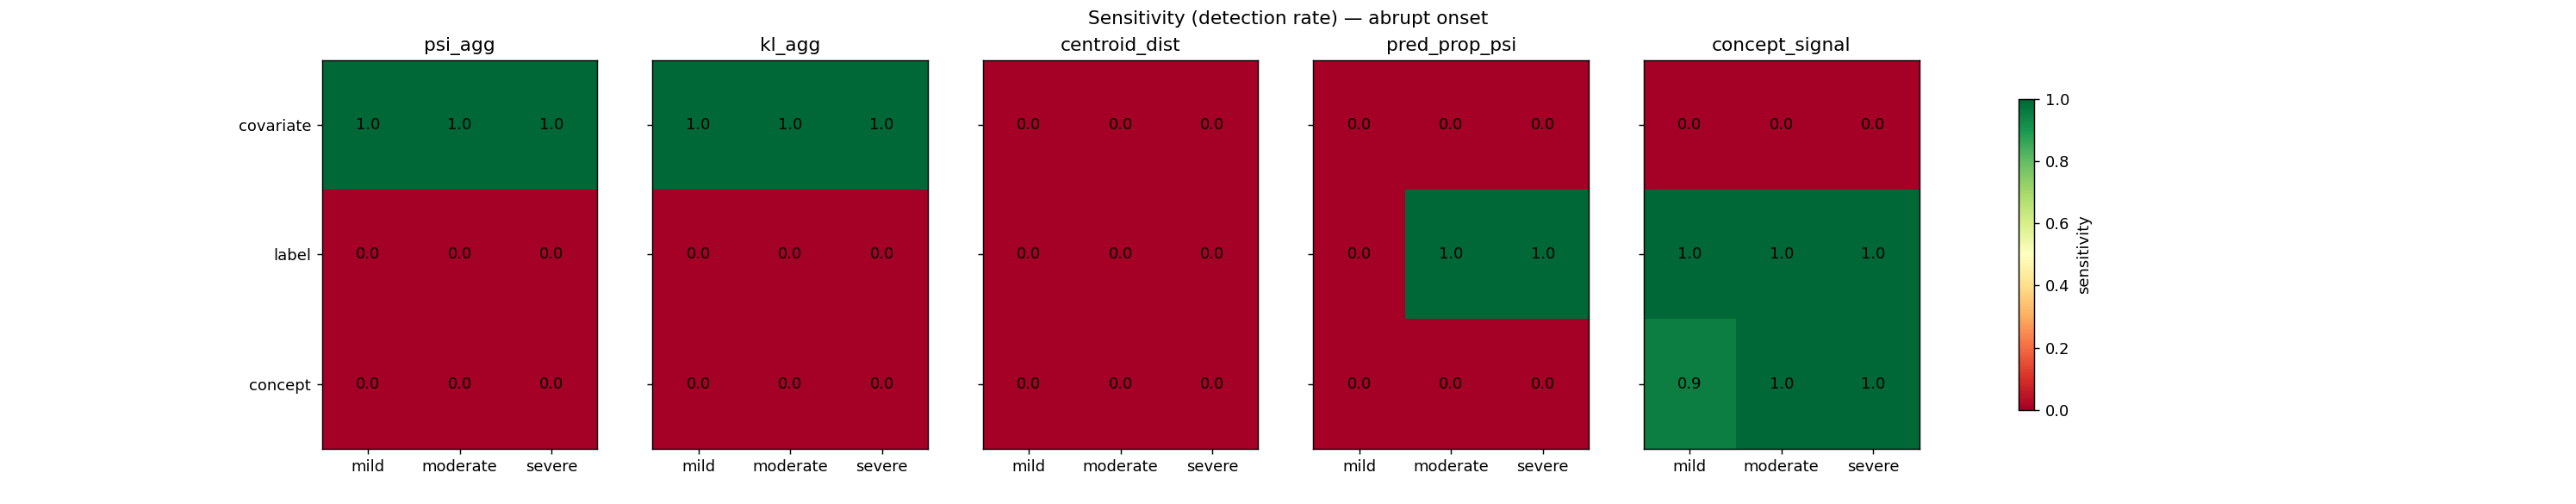 Sensitivity (detection rate) — abrupt onset
psi_agg kl_agg centroid_dist pred_prop_psi concept_signal
covariate 1.0 1.0 1.0 1.0 1.0 1.0 0.0 0.0 0.0 0.0 0.0 0.0 0.0 0.0 0.0
label 0.0 0.0 0.0 0.0 0.0 0.0 0.0 0.0 0.0 0.0 1.0 1.0 1.0 1.0 1.0
concept 0.0 0.0 0.0 0.0 0.0 0.0 0.0 0.0 0.0 0.0 0.0 0.0 0.9 1.0 1.0
mild moderate severe mild moderate severe mild moderate severe mild moderate severe mild moderate severe
1.0
0.8
0.6
0.4
0.2
0.0
sensitivity